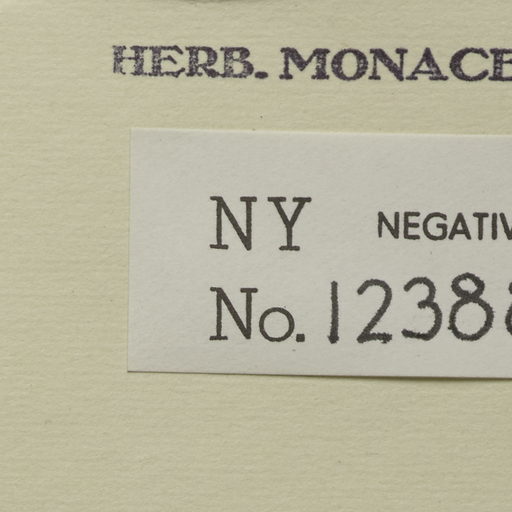 HERB. MONACE
NY NEGATIV
No. 1238